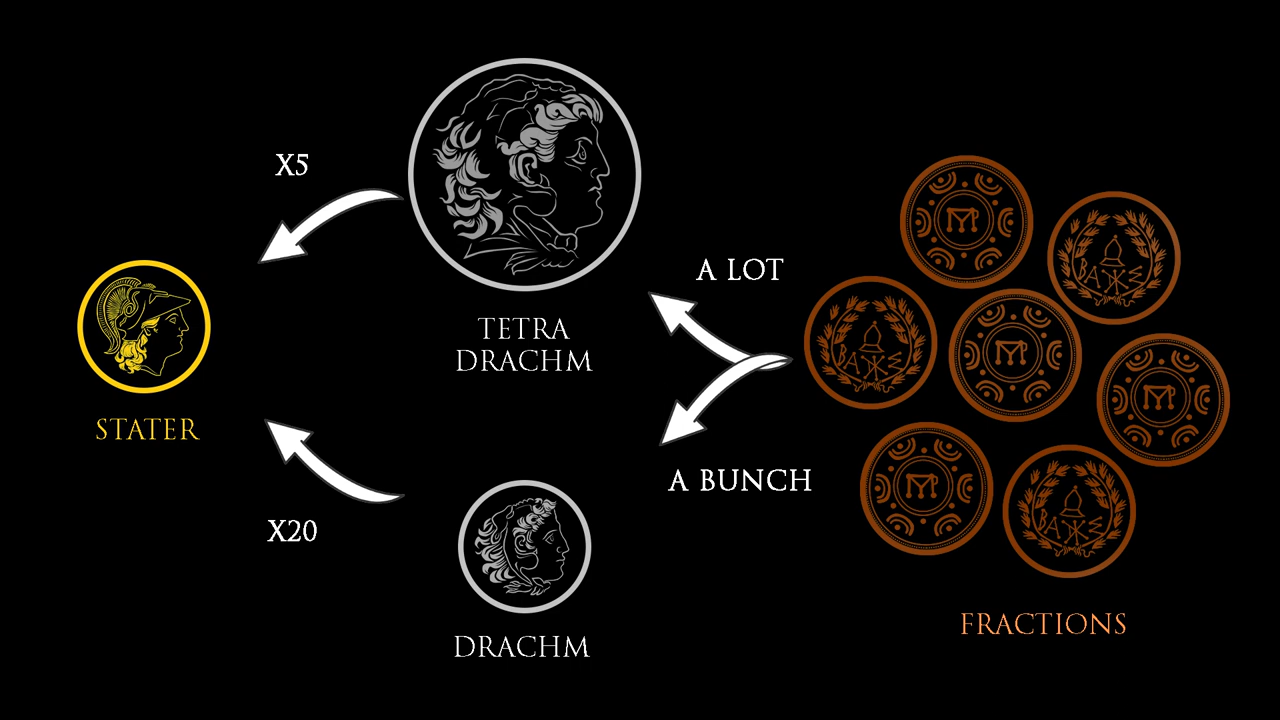 X5
A LOT
TETRA
DRACHM
STATER
A BUNCH
X20
DRACHM
FRACTIONS